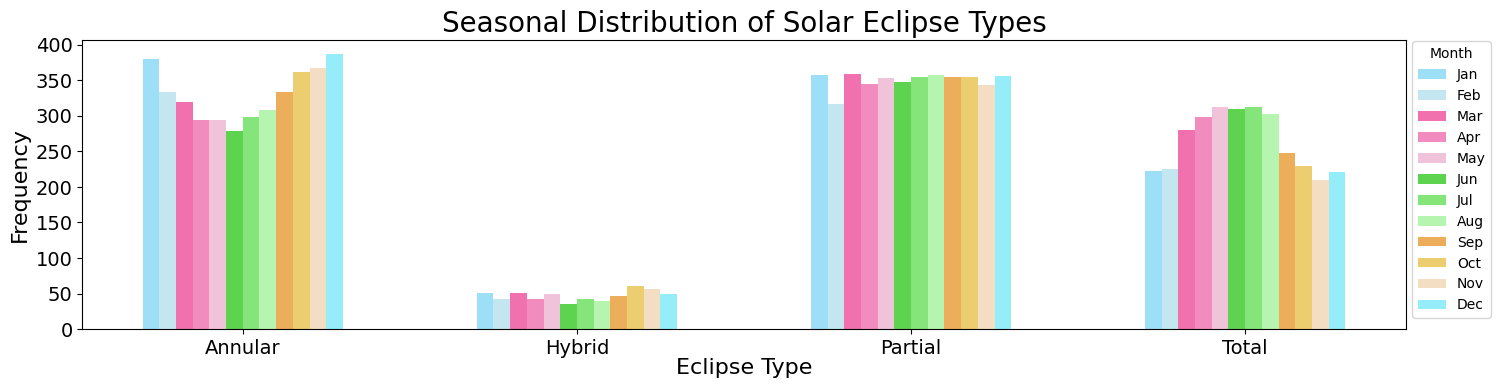 Seasonal Distribution of Solar Eclipse Types
Frequency
400
350
300
250
200
150
100
50
0
Annular
Hybrid
Partial
Total
Eclipse Type
Month
Jan
Feb
Mar
Apr
May
Jun
Jul
Aug
Sep
Oct
Nov
Dec